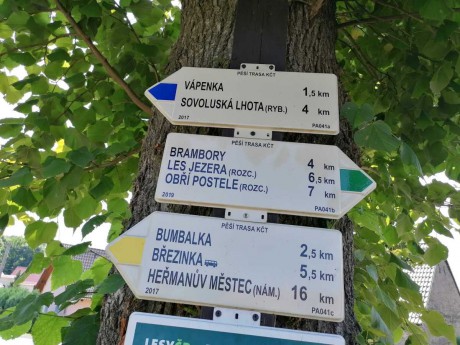 PĚŠÍ TRASA KČT
VÁPENKA 1,5 km
SOVOLUSKÁ LHOTA (RYB.) 4 km
2017 PA041a
PĚŠÍ TRASA KČT
BRAMBORY 4 km
LES JEZERA (ROZC.) 6,5 km
OBŘÍ POSTELE (ROZC.) 7 km
2019 PA041b
PĚŠÍ TRASA KČT
BUMBALKA 2,5 km
BŘEZINKA 5,5 km
HEŘMANŮV MĚSTEC (NÁM.) 16 km
2017 PA041c